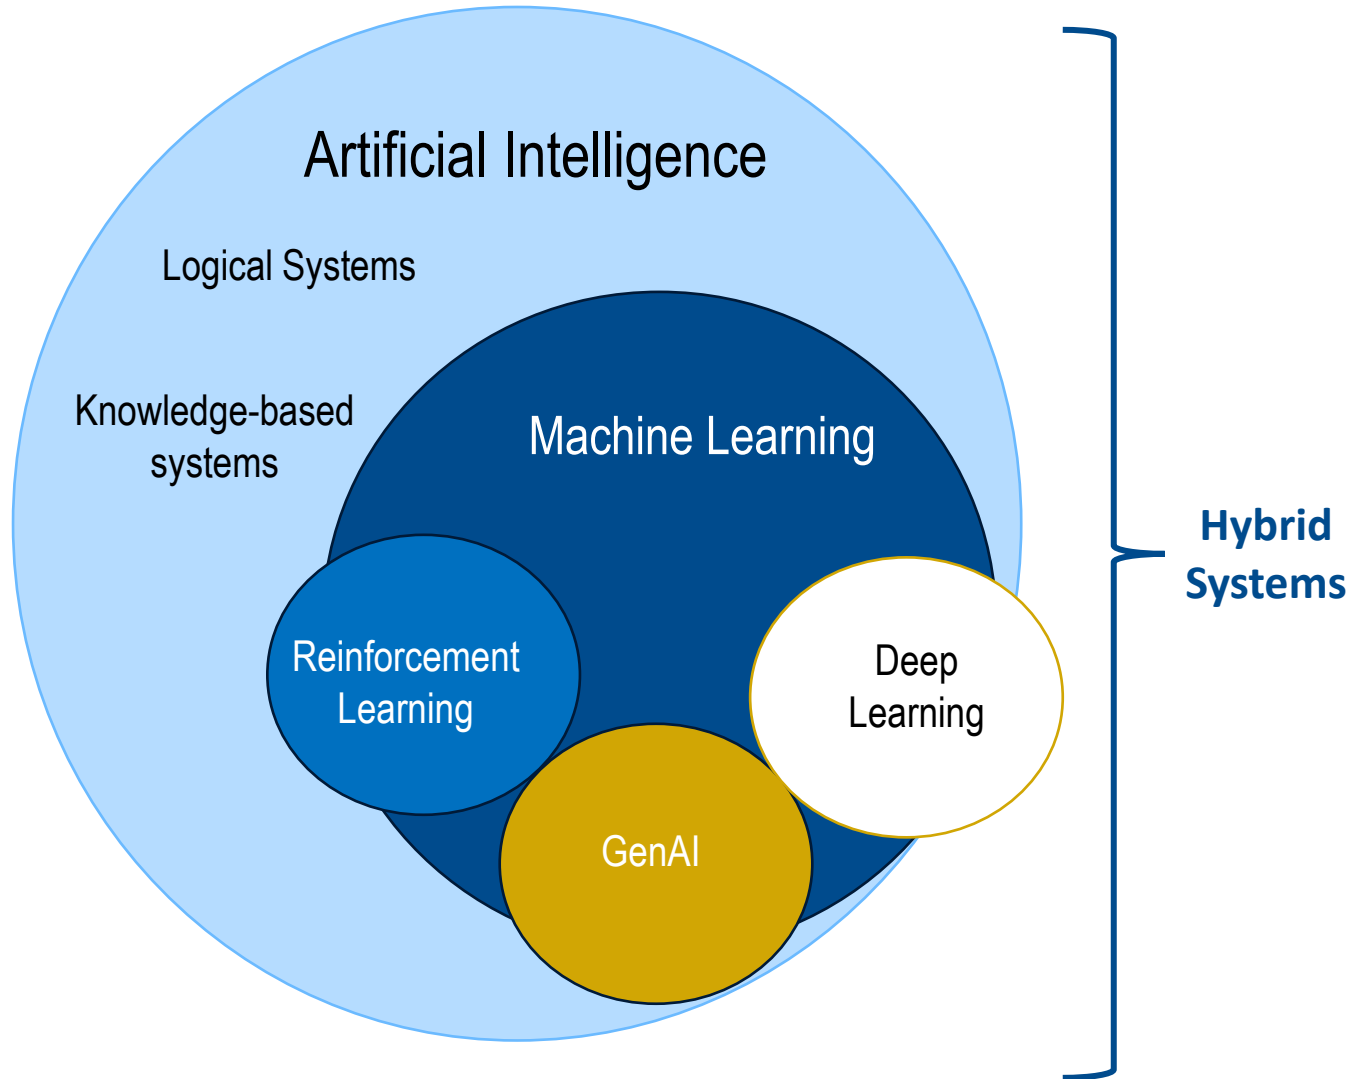 Artificial Intelligence
Logical Systems
Knowledge-based
systems
Machine Learning
Reinforcement
Learning
Deep
Learning
GenAI
Hybrid
Systems